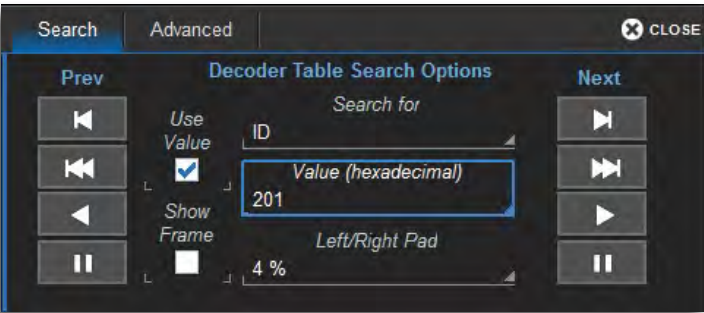 Search Advanced CLOSE
Prev Decoder Table Search Options Next
Use Value
Search for
ID
Value (hexadecimal)
201
Show Frame
Left/Right Pad
4 %